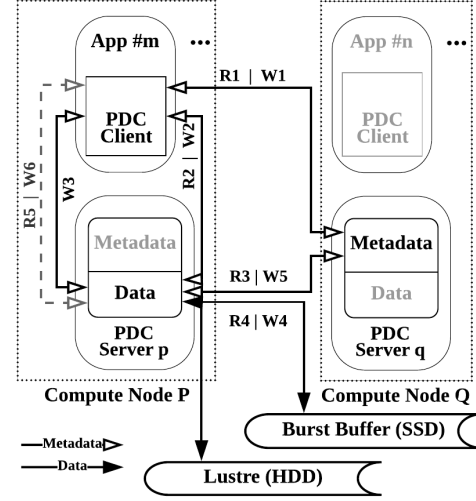 App #m
...
App #n
...
R1 | W1
PDC
Client
PDC
Client
R5 | W6
W3
R2 | W2
Metadata
Data
Metadata
Data
R3 | W5
R4 | W4
PDC
Server p
PDC
Server q
Compute Node P
Compute Node Q
Burst Buffer (SSD)
Metadata
Data
Lustre (HDD)